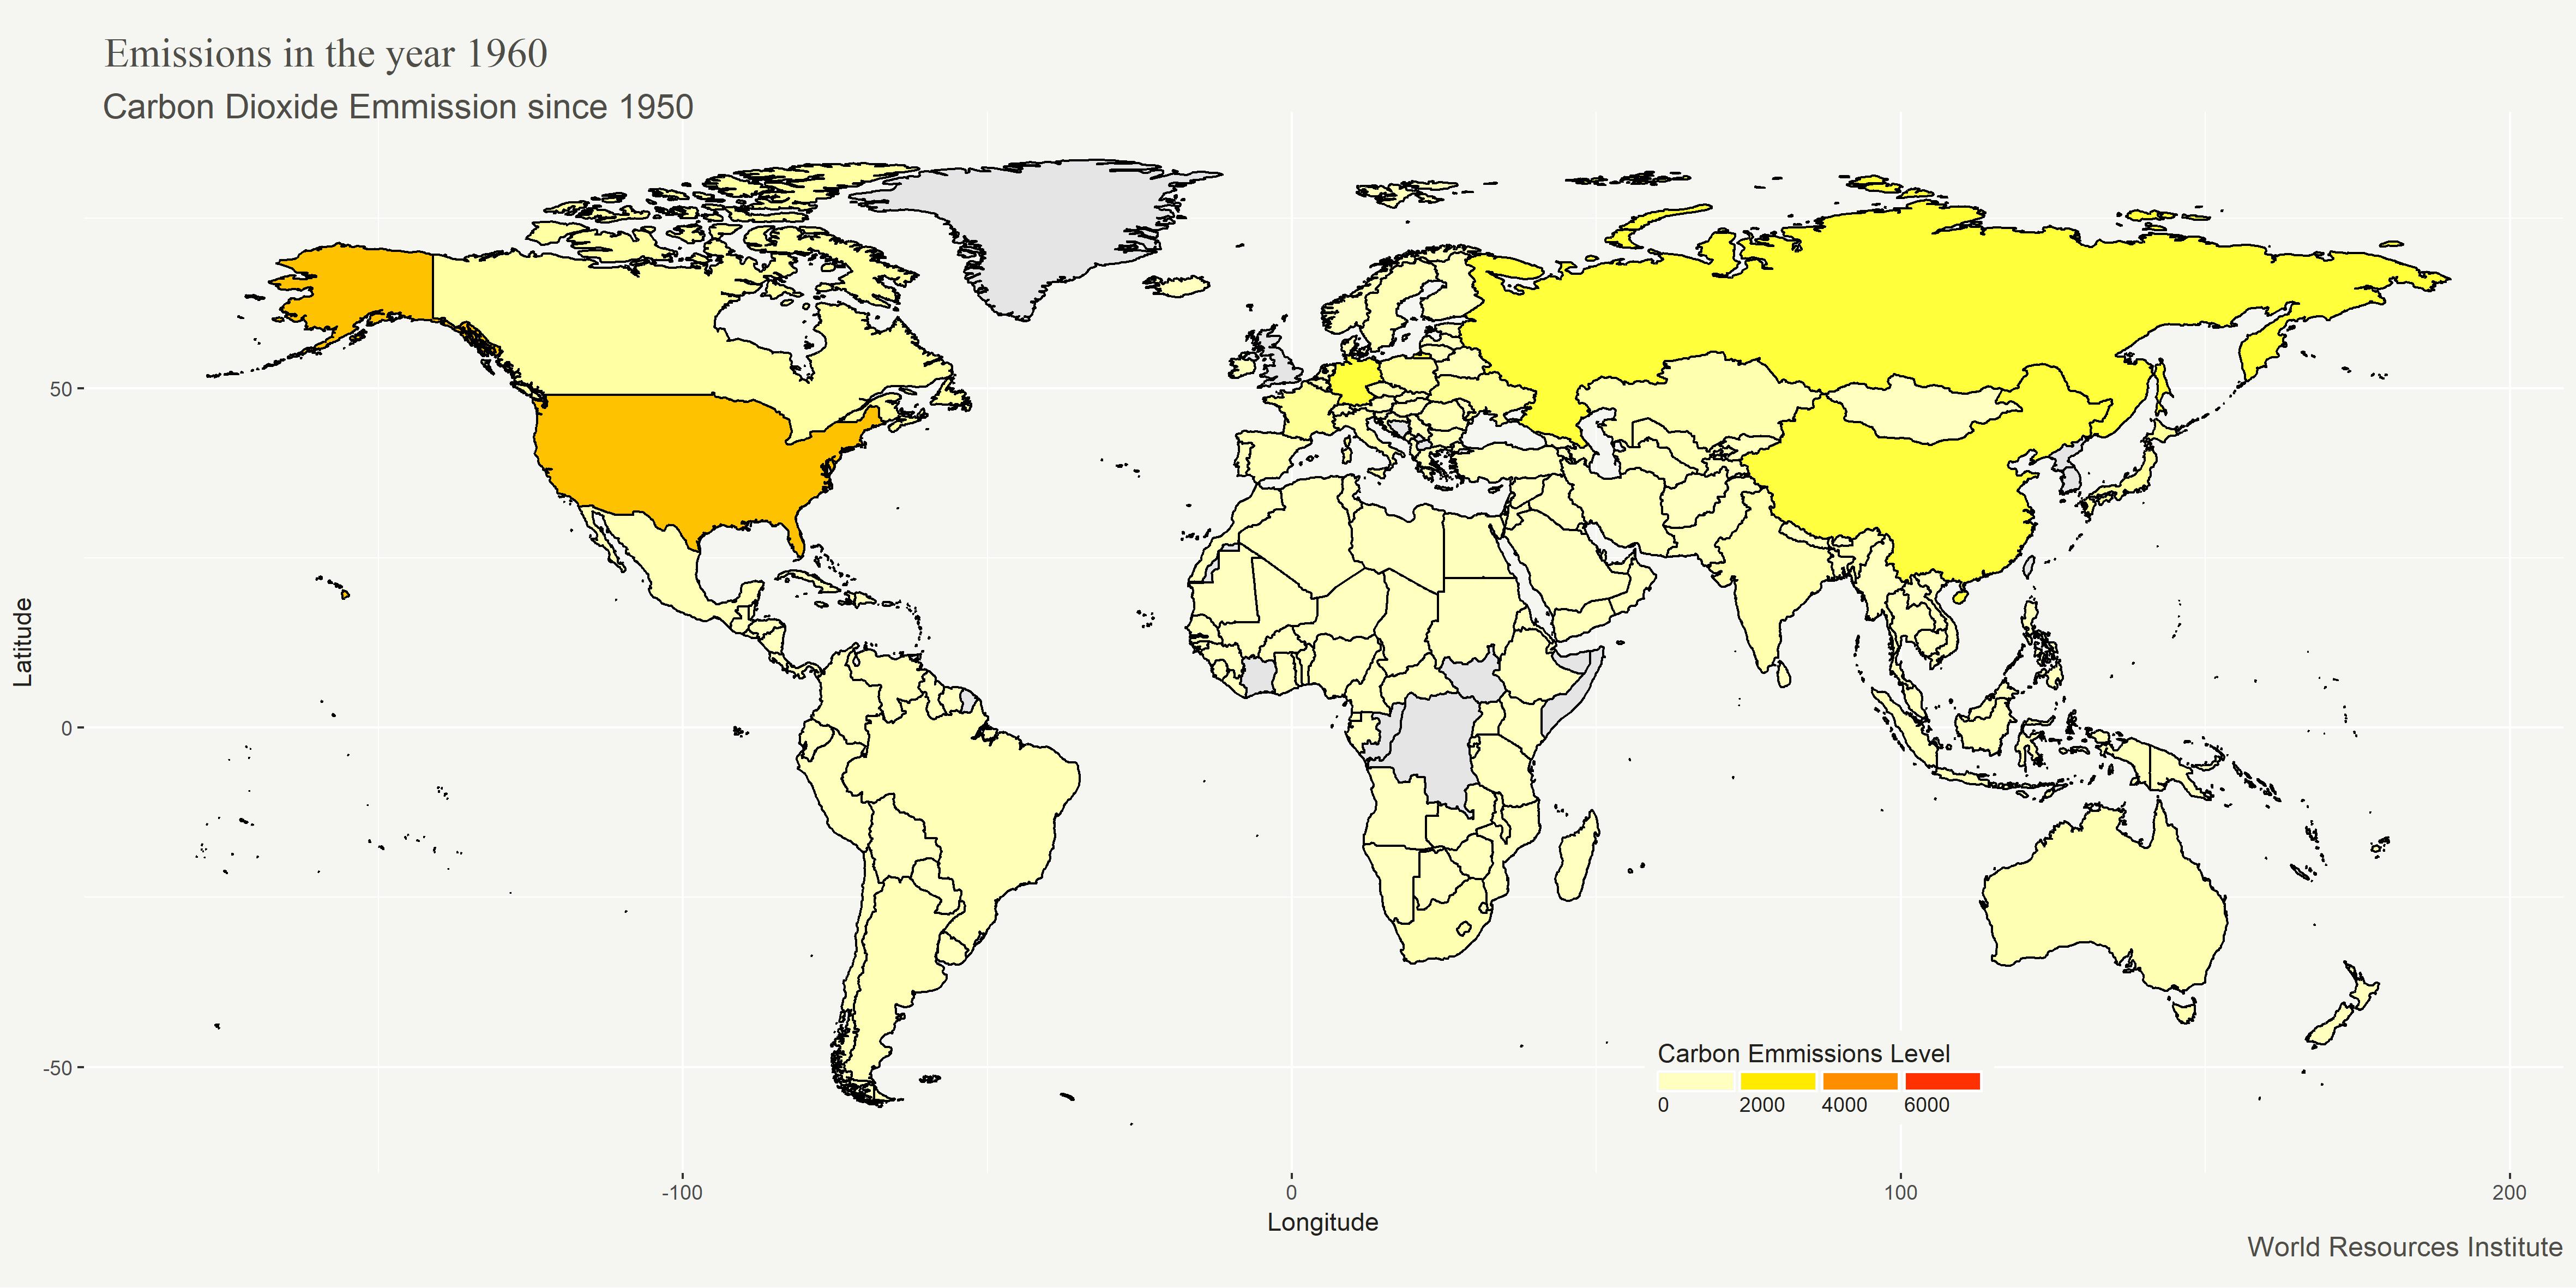 Emissions in the year 1960
Carbon Dioxide Emmission since 1950
Latitude
50
0
-50
Carbon Emmissions Level
0 2000 4000 6000
-100 0 100 200
Longitude
World Resources Institute